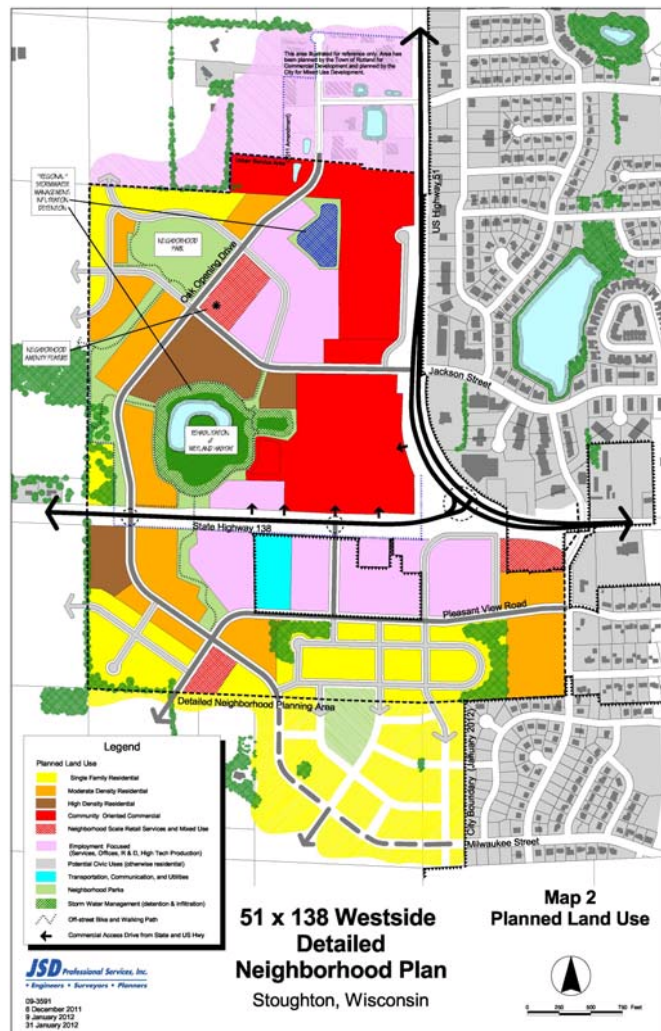 This area illustrated for reference only. Area has
been planned by the Town of Rutland for
Commercial Development and planned by the
City for Mixed Use Development.
US Highway 51
"REGIONAL"
STORMWATER
MANAGEMENT:
INFILTRATION
DETENTION
NEIGHBORHOOD
PARK
Oak Opening Drive
NEIGHBORHOOD
AMENITY FEATURE
Jackson Street
REHABILITATION
of
WETLAND HABITAT
State Highway 138
Pleasant View Road
Detailed Neighborhood Planning Area
City Boundary (January 2012)
Milwaukee Street
Legend
Planned Land Use
Single Family Residential
Moderate Density Residential
High Density Residential
Community Oriented Commercial
Neighborhood Scale Retail Services and Mixed Use
Employment Focused
(Services, Offices, R & D, High Tech Production)
Potential Civic Uses (otherwise residential)
Transportation, Communication, and Utilities
Neighborhood Parks
Storm Water Management (detention & infiltration)
Off-street Bike and Walking Path
Commercial Access Drive from State and US Hwy
51 x 138 Westside
Detailed
Neighborhood Plan
Stoughton, Wisconsin
Map 2
Planned Land Use
0 250 500 750 Feet
JSD Professional Services, Inc.
• Engineers • Surveyors • Planners
09-3591
6 December 2011
9 January 2012
31 January 2012